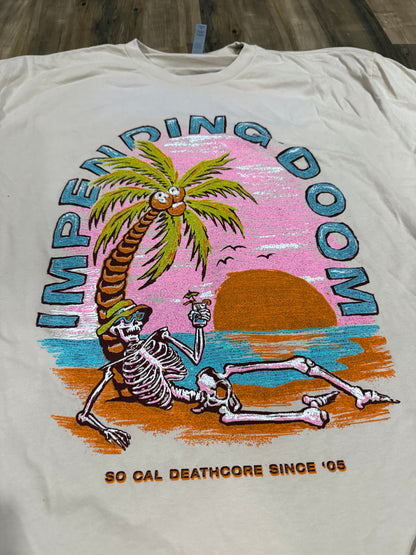 IMPENDING DOOM
SO CAL DEATHCORE SINCE '05